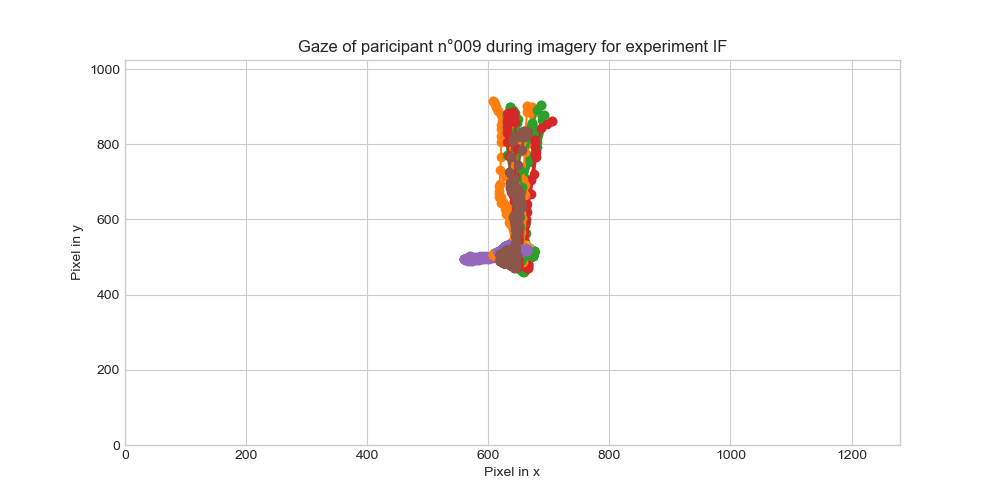 Gaze of paricipant n°009 during imagery for experiment IF
1000
800
600
400
200
0
Pixel in y
0 200 400 600 800 1000 1200
Pixel in x